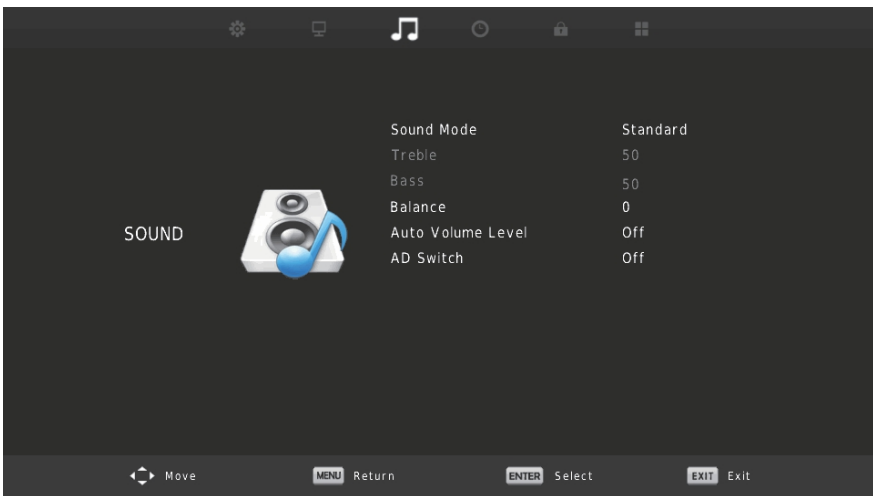 Sound Mode Standard
Treble 50
Bass 50
Balance 0
SOUND
Auto Volume Level Off
AD Switch Off
Move MENU Return ENTER Select EXIT Exit